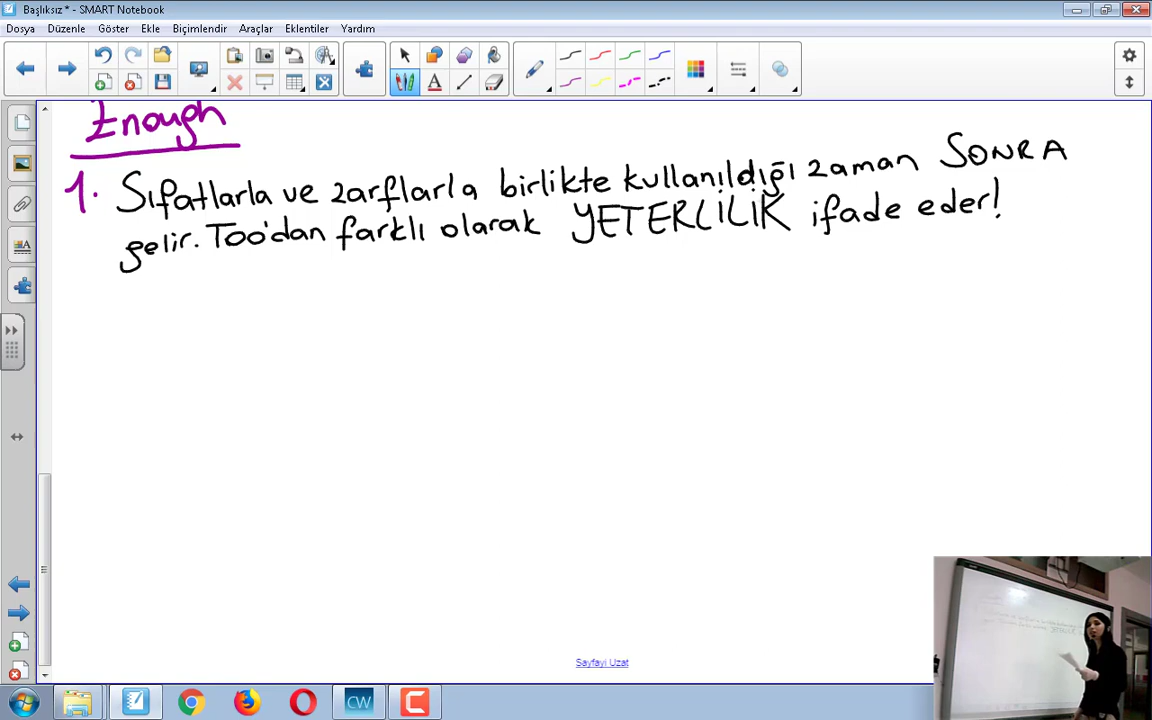 Başlıksız * - SMART Notebook
Dosya Düzenle Göster Ekle Biçimlendir Araçlar Eklentiler Yardım
Enough
1. Sıfatlarla ve zarflarla birlikte kullanıldığı zaman SONRA
gelir. Too'dan farklı olarak YETERLİLİK ifade eder!
Sayfayı Uzat
CW